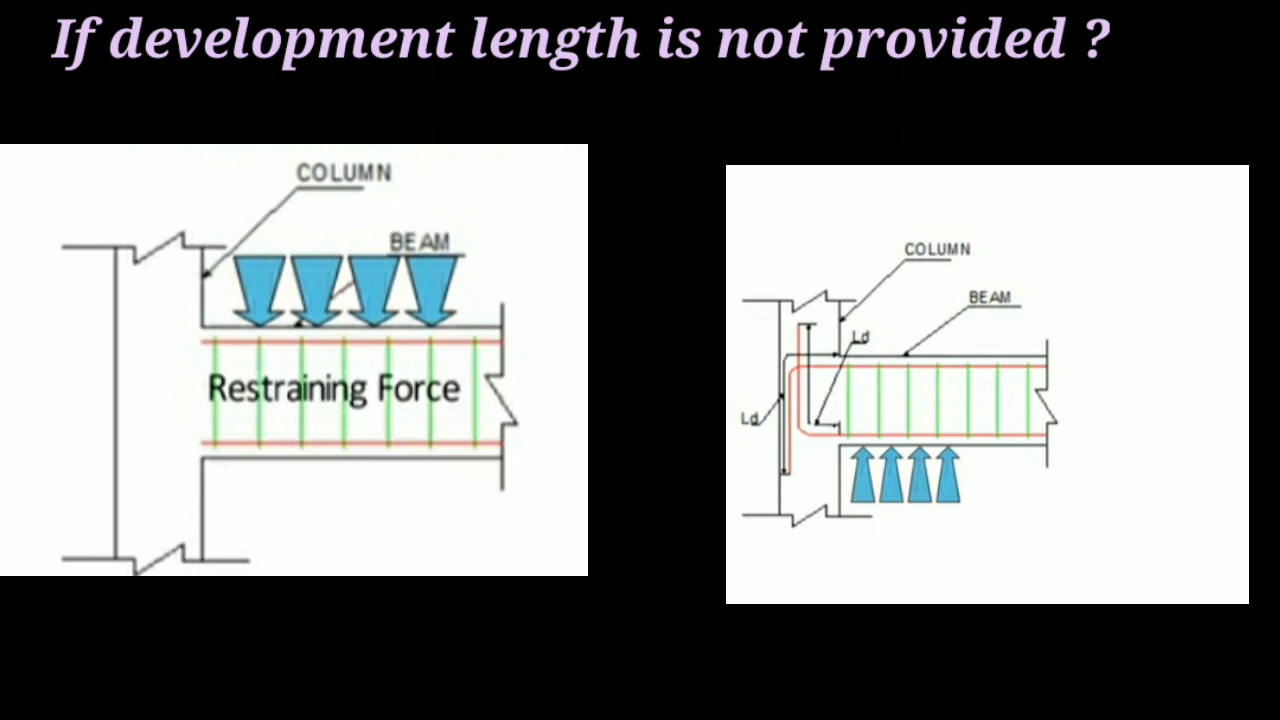 If development length is not provided ?
COLUMN
BEAM
Restraining Force
COLUMN
BEAM
Ld
Ld